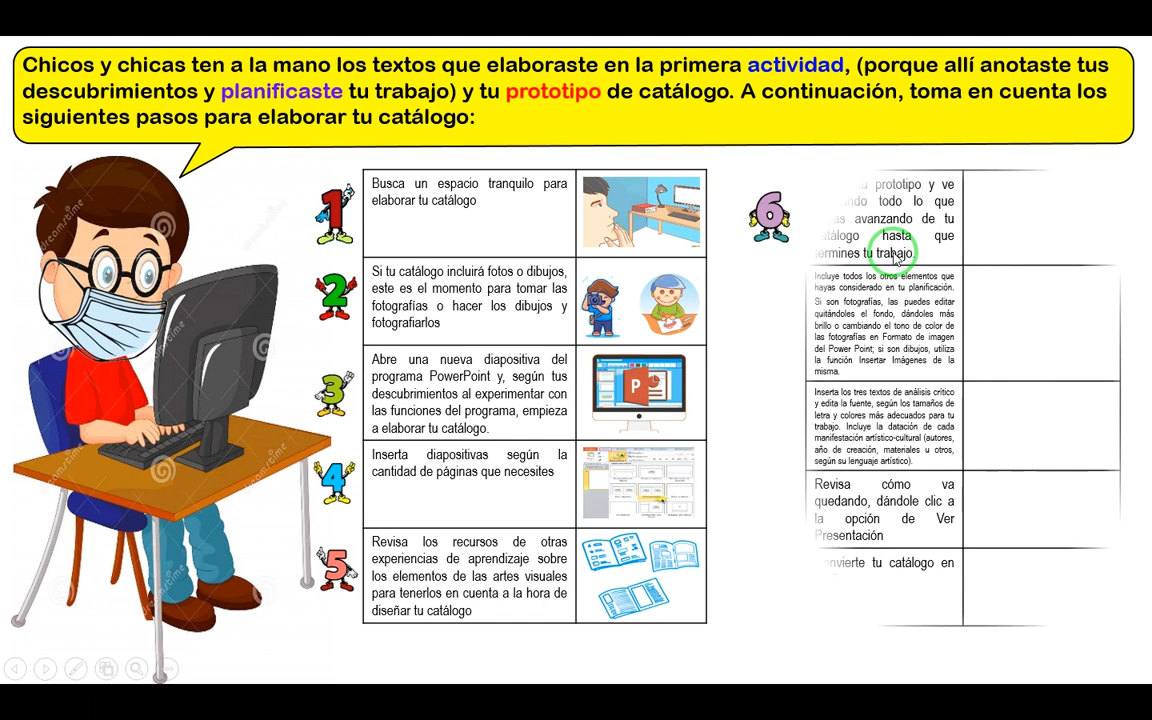 Chicos y chicas ten a la mano los textos que elaboraste en la primera actividad, (porque allí anotaste tus
descubrimientos y planificaste tu trabajo) y tu prototipo de catálogo. A continuación, toma en cuenta los
siguientes pasos para elaborar tu catálogo:
1
Busca un espacio tranquilo para
elaborar tu catálogo
2
Si tu catálogo incluirá fotos o dibujos,
este es el momento para tomar las
fotografías o hacer los dibujos y
fotografiarlos
3
Abre una nueva diapositiva del
programa PowerPoint y, según tus
descubrimientos al experimentar con
las funciones del programa, empieza
a elaborar tu catálogo.
P
4
Inserta diapositivas según la
cantidad de páginas que necesites
5
Revisa los recursos de otras
experiencias de aprendizaje sobre
los elementos de las artes visuales
para tenerlos en cuenta a la hora de
diseñar tu catálogo
6
prototipo y ve
todo lo que
avanzando de tu
hasta que
tu trabajo
Incluye todos los otros elementos que
hayas considerado en tu planificación.
Si son fotografías, las puedes editar
quitándoles el fondo, dándoles más
brillo o cambiando el tono de color de
las fotografías en Formato de imagen
del Power Point; si son dibujos, utiliza
la función Insertar Imágenes de la
misma.
Inserta los tres textos de análisis crítico
y edita la fuente, según los tamaños de
letra y colores más adecuados para tu
trabajo. Incluye la datación de cada
manifestación artístico-cultural (autores,
año de creación, materiales u otros,
según su lenguaje artístico).
Revisa cómo va
quedando, dándole clic a
la opción de Ver
Presentación
tu catálogo en